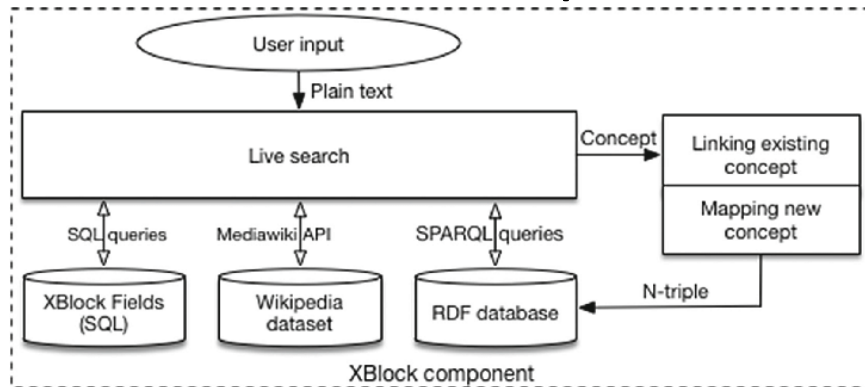 User input
Plain text
Live search
Concept
Linking existing
concept
Mapping new
concept
SQL queries
Mediawiki API
SPARQL queries
XBlock Fields
(SQL)
Wikipedia
dataset
RDF database
N-triple
XBlock component